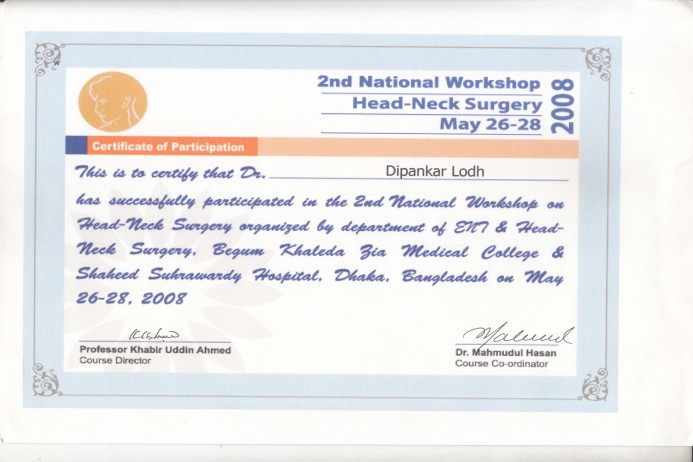 2nd National Workshop
Head-Neck Surgery
May 26-28
2008
Certificate of Participation
This is to certify that Dr. Dipankar Lodh
has successfully participated in the 2nd National Workshop on
Head-Neck Surgery organized by department of ENT & Head-
Neck Surgery, Begum Khaleda Zia Medical College &
Shaheed Suhrawardy Hospital, Dhaka, Bangladesh on May
26-28, 2008
Mahmud
Professor Khabir Uddin Ahmed
Course Director
Dr. Mahmudul Hasan
Course Co-ordinator